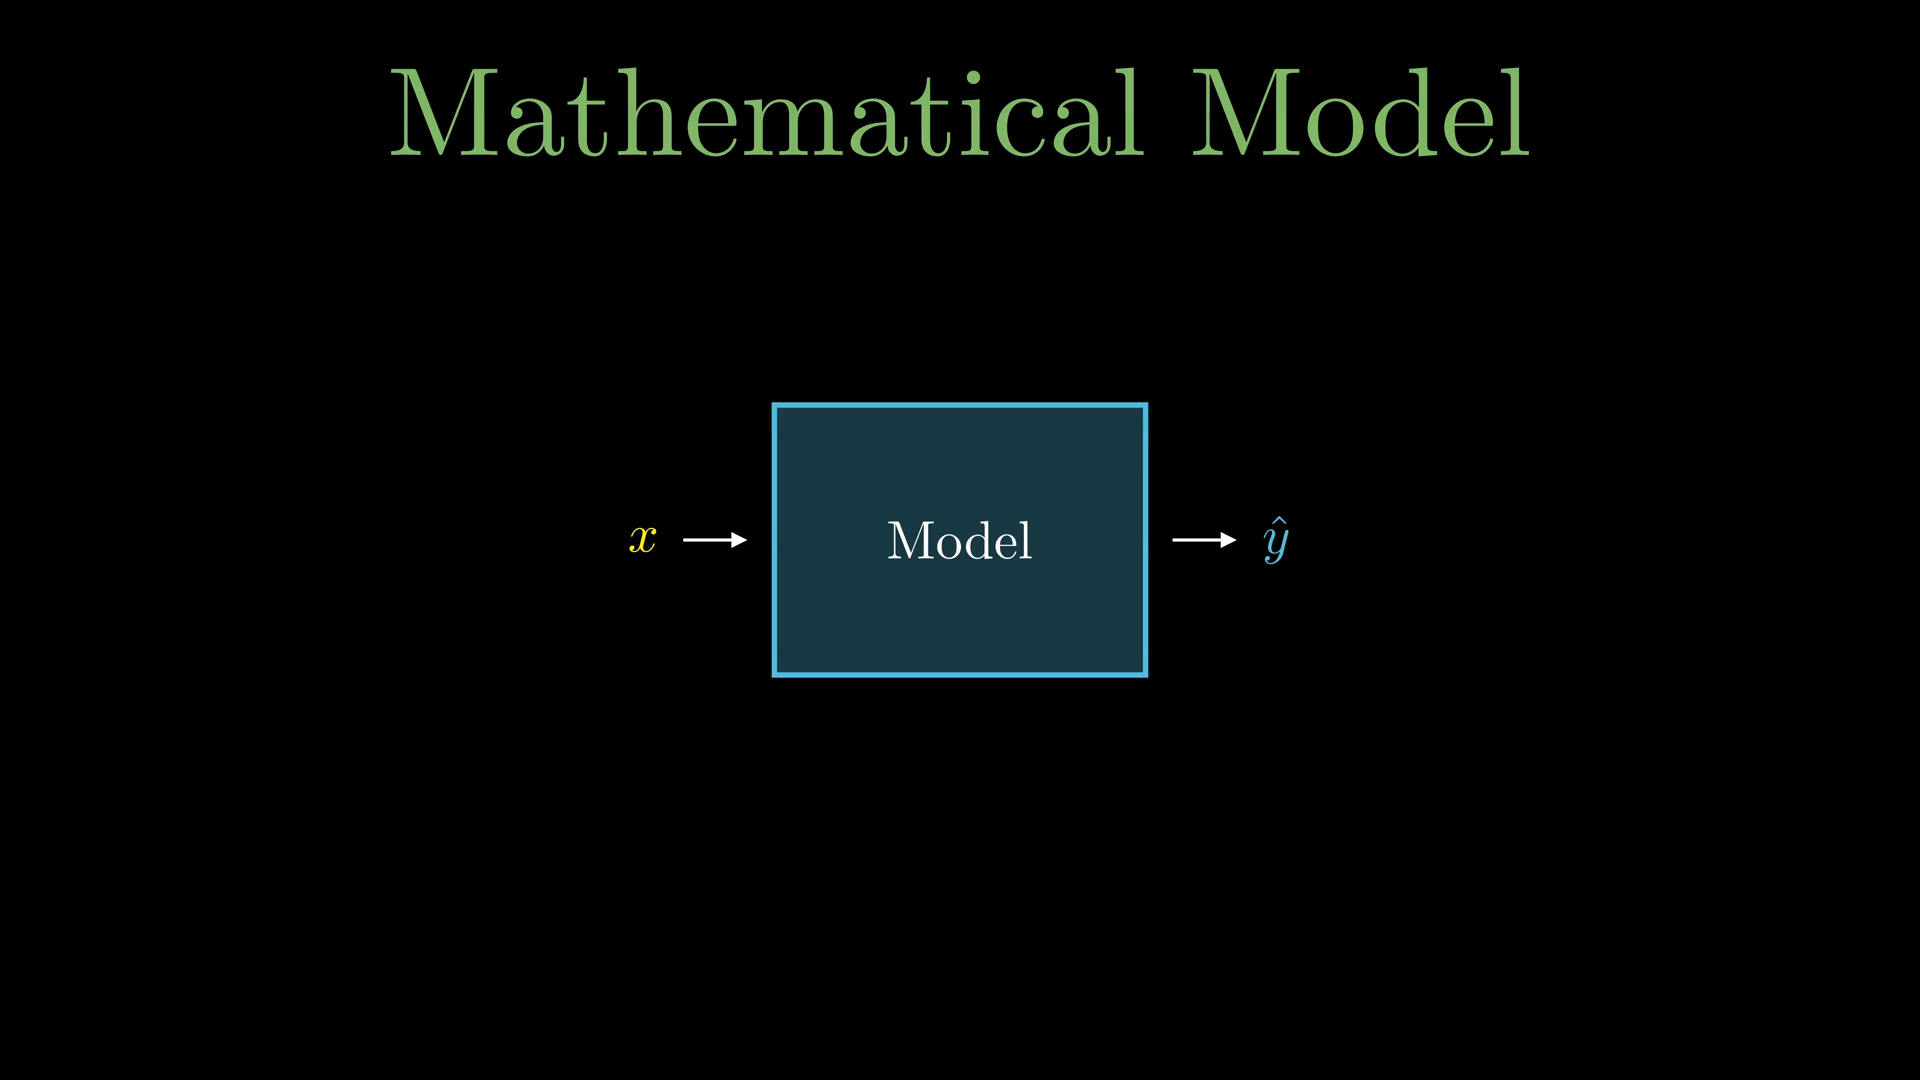 Mathematical Model
x → Model → ŷ